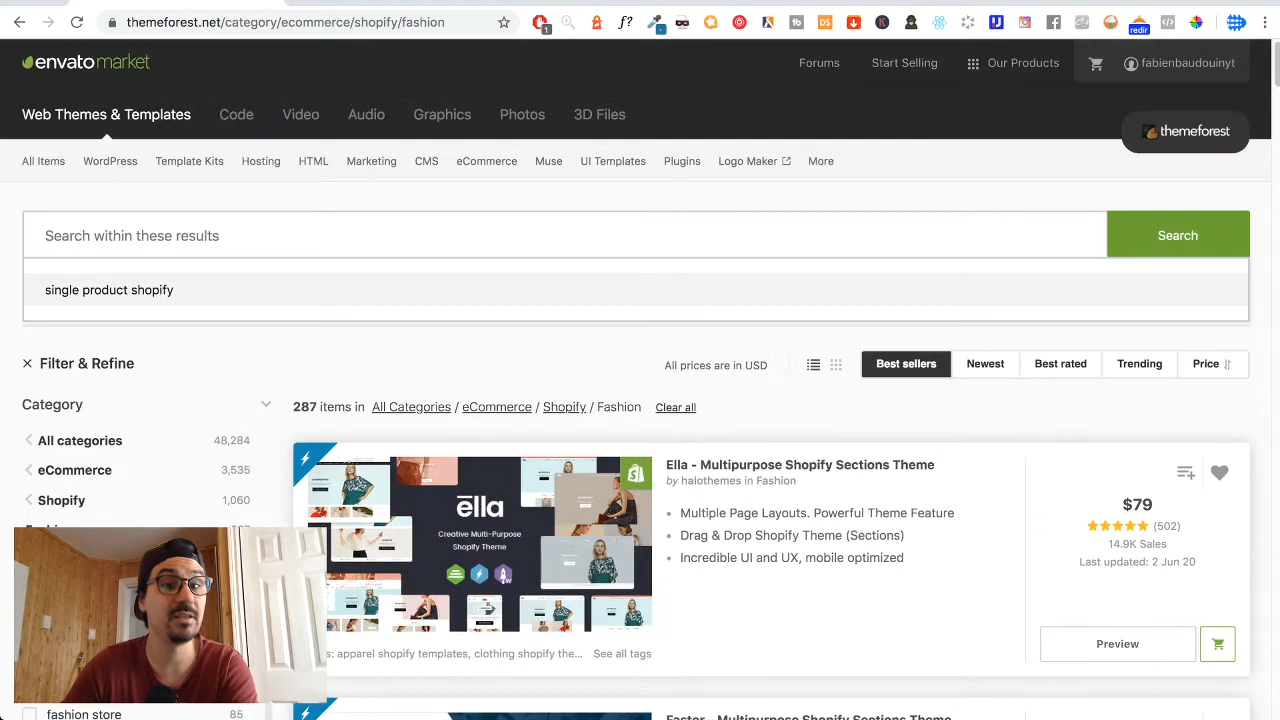 themeforest.net/category/ecommerce/shopify/fashion
1
f?
DS
redir
envato market
Forums
Start Selling
Our Products
fabienbaudouinyt
Web Themes & Templates
Code
Video
Audio
Graphics
Photos
3D Files
themeforest
All Items
WordPress
Template Kits
Hosting
HTML
Marketing
CMS
eCommerce
Muse
UI Templates
Plugins
Logo Maker
More
Search within these results
Search
single product shopify
Filter & Refine
All prices are in USD
Best sellers
Newest
Best rated
Trending
Price
Category
287 items in All Categories / eCommerce / Shopify / Fashion
Clear all
All categories 48,284
eCommerce 3,535
Shopify 1,060
ella
Creative Multi-Purpose
Shopify Theme
Ella - Multipurpose Shopify Sections Theme
by halothemes in Fashion
Multiple Page Layouts. Powerful Theme Feature
Drag & Drop Shopify Theme (Sections)
Incredible UI and UX, mobile optimized
$79
(502)
14.9K Sales
Last updated: 2 Jun 20
Preview
s: apparel shopify templates, clothing shopify the...
See all tags
fashion store 85
Multipurpose Shopify Sections Theme